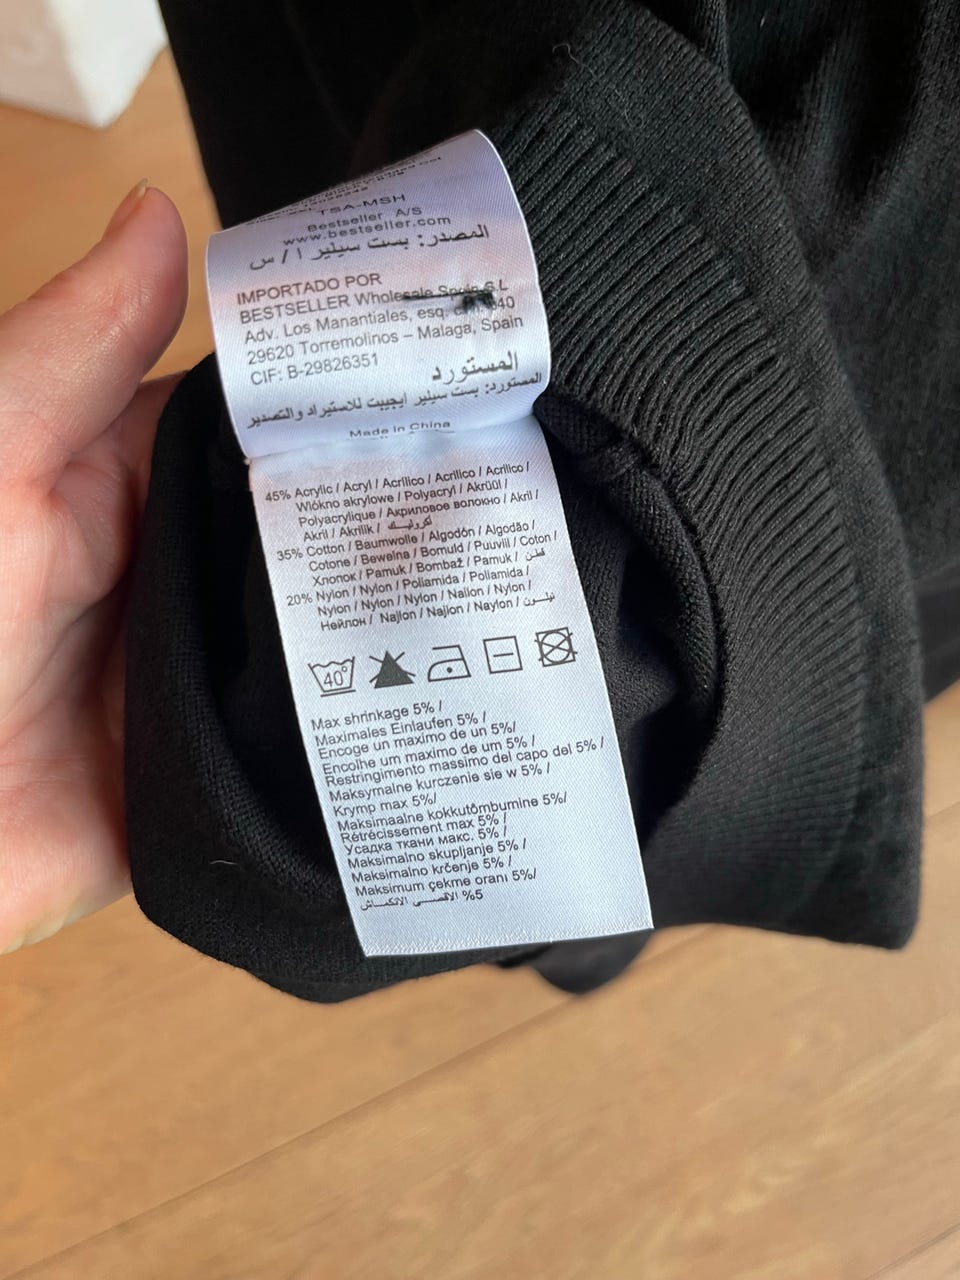 TSA-MSH
Bestseller A/S
www.bestseller.com
المصدر: بست سيلير ا / س
IMPORTADO POR
BESTSELLER Wholesale Spain S.L
Adv. Los Manantiales, esq. 040
29620 Torremolinos – Malaga, Spain
CIF: B-29826351
المستورد
المستورد: بست سيلير ايجيبت للاستيراد والتصدير
Made in China
45% Acrylic / Acryl / Acrilico / Acrílico / Acrílico /
Włókno akrylowe / Polyacryl / Akrüül /
Polyacrylique / Акриловое волокно / Akril /
Akril / Akrilik /
35% Cotton / Baumwolle / Algodón / Algodão /
Cotone / Bewełna / Bomuld / Puuvill / Coton /
Хлопок / Pamuk / Bombaž / Pamuk / قطن
20% Nylon / Nylon / Poliamida / Poliamida /
Nylon / Nylon / Nylon / Nailon / Nylon /
Нейлон / Najlon / Najlon / Naylon / نيلون
40°
Max shrinkage 5% /
Maximales Einlaufen 5% /
Encoge un máximo de un 5%/
Encolhe um maximo de um 5% /
Restringimento massimo del capo del 5% /
Maksymalne kurczenie sie w 5% /
Krymp max 5%/
Maksimaalne kokkutõmbumine 5%/
Rétrécissement max 5% /
Усадка ткани макс. 5% /
Maksimalno skupljanje 5% /
Maksimalno krčenje 5% /
Maksimum çekme oranı 5%/
%5 الاقصى الانكماش